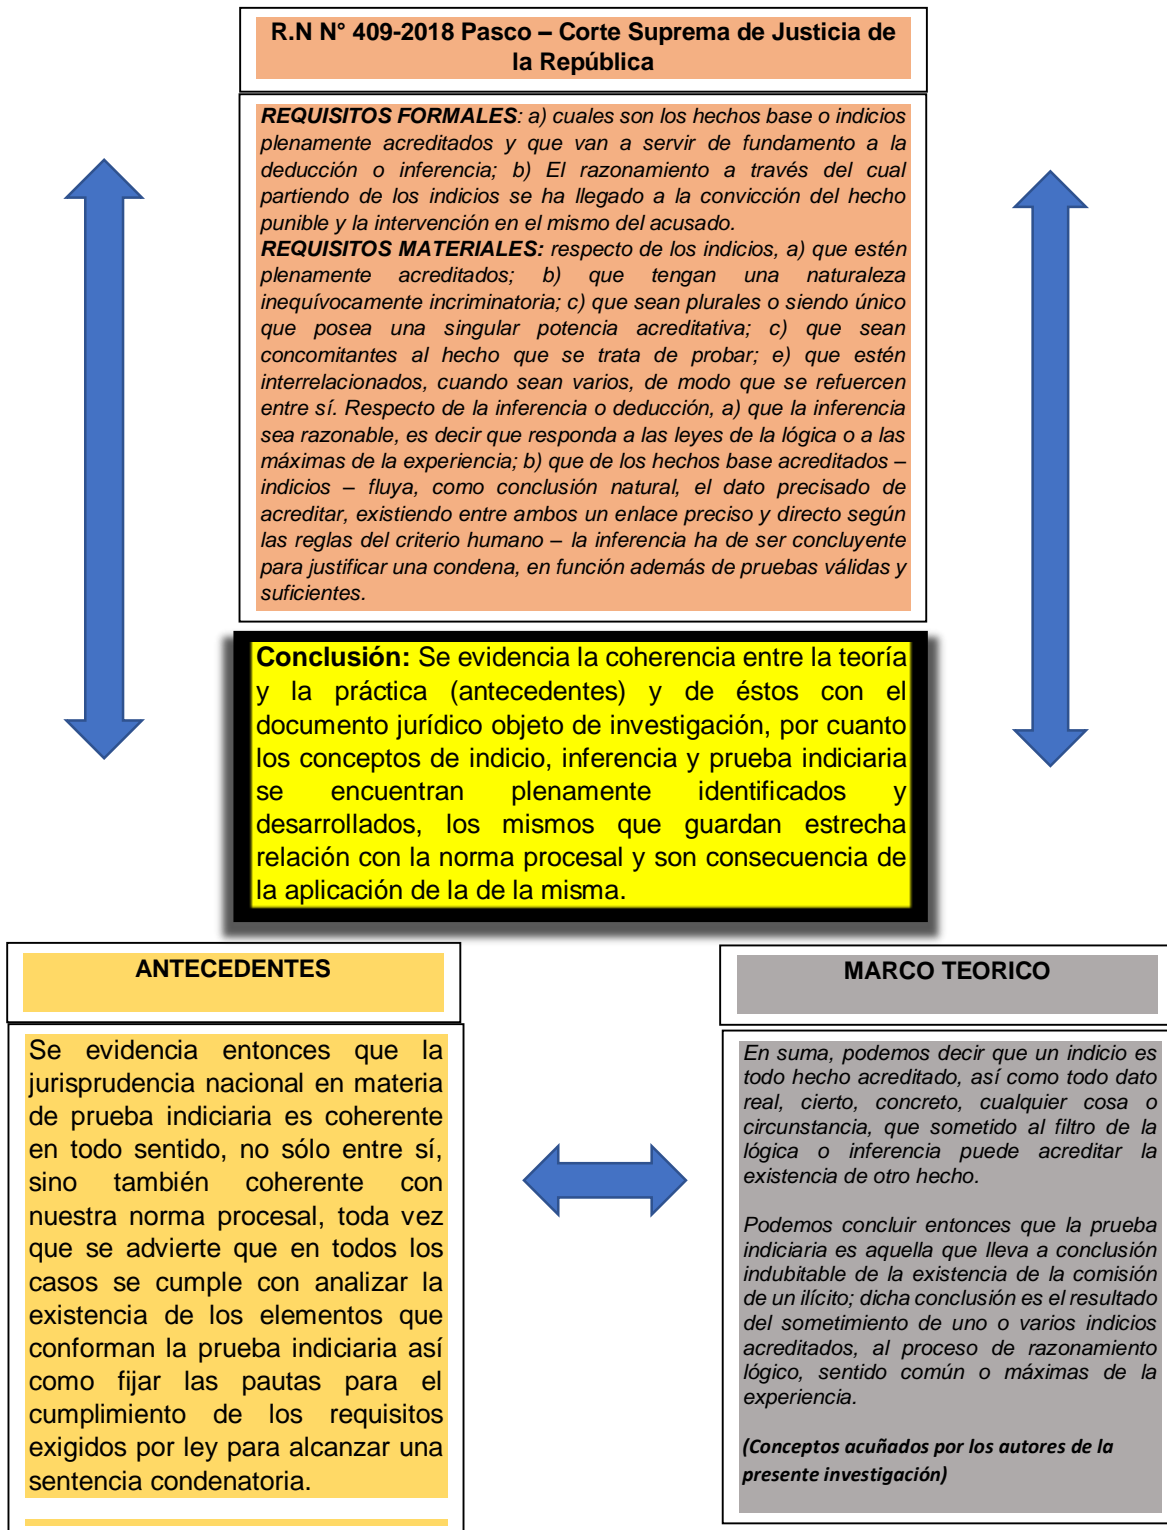 R.N N° 409-2018 Pasco – Corte Suprema de Justicia de
la República
REQUISITOS FORMALES: a) cuales son los hechos base o indicios
plenamente acreditados y que van a servir de fundamento a la
deducción o inferencia; b) El razonamiento a través del cual
partiendo de los indicios se ha llegado a la convicción del hecho
punible y la intervención en el mismo del acusado.
REQUISITOS MATERIALES: respecto de los indicios, a) que estén
plenamente acreditados; b) que tengan una naturaleza
inequívocamente incriminatoria; c) que sean plurales o siendo único
que posea una singular potencia acreditativa; c) que sean
concomitantes al hecho que se trata de probar; e) que estén
interrelacionados, cuando sean varios, de modo que se refuercen
entre sí. Respecto de la inferencia o deducción, a) que la inferencia
sea razonable, es decir que responda a las leyes de la lógica o a las
máximas de la experiencia; b) que de los hechos base acreditados –
indicios – fluya, como conclusión natural, el dato precisado de
acreditar, existiendo entre ambos un enlace preciso y directo según
las reglas del criterio humano – la inferencia ha de ser concluyente
para justificar una condena, en función además de pruebas válidas y
suficientes.
Conclusión: Se evidencia la coherencia entre la teoría
y la práctica (antecedentes) y de éstos con el
documento jurídico objeto de investigación, por cuanto
los conceptos de indicio, inferencia y prueba indiciaria
se encuentran plenamente identificados y
desarrollados, los mismos que guardan estrecha
relación con la norma procesal y son consecuencia de
la aplicación de la de la misma.
ANTECEDENTES
Se evidencia entonces que la
jurisprudencia nacional en materia
de prueba indiciaria es coherente
en todo sentido, no sólo entre sí,
sino también coherente con
nuestra norma procesal, toda vez
que se advierte que en todos los
casos se cumple con analizar la
existencia de los elementos que
conforman la prueba indiciaria así
como fijar las pautas para el
cumplimiento de los requisitos
exigidos por ley para alcanzar una
sentencia condenatoria.
MARCO TEORICO
En suma, podemos decir que un indicio es
todo hecho acreditado, así como todo dato
real, cierto, concreto, cualquier cosa o
circunstancia, que sometido al filtro de la
lógica o inferencia puede acreditar la
existencia de otro hecho.
Podemos concluir entonces que la prueba
indiciaria es aquella que lleva a conclusión
indubitable de la existencia de la comisión
de un ilícito; dicha conclusión es el resultado
del sometimiento de uno o varios indicios
acreditados, al proceso de razonamiento
lógico, sentido común o máximas de la
experiencia.
(Conceptos acuñados por los autores de la
presente investigación)